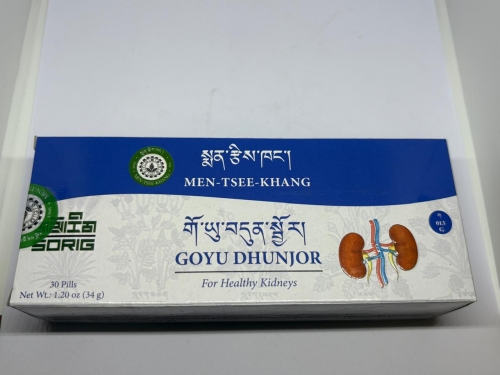 སྨན་རྩིས་ཁང་།
MEN-TSEE-KHANG
གོ་ཡུ་བདུན་སྦྱོར།
GOYU DHUNJOR
For Healthy Kidneys
013
G
SORIG
30 Pills
Net Wt.: 1.20 oz (34 g)